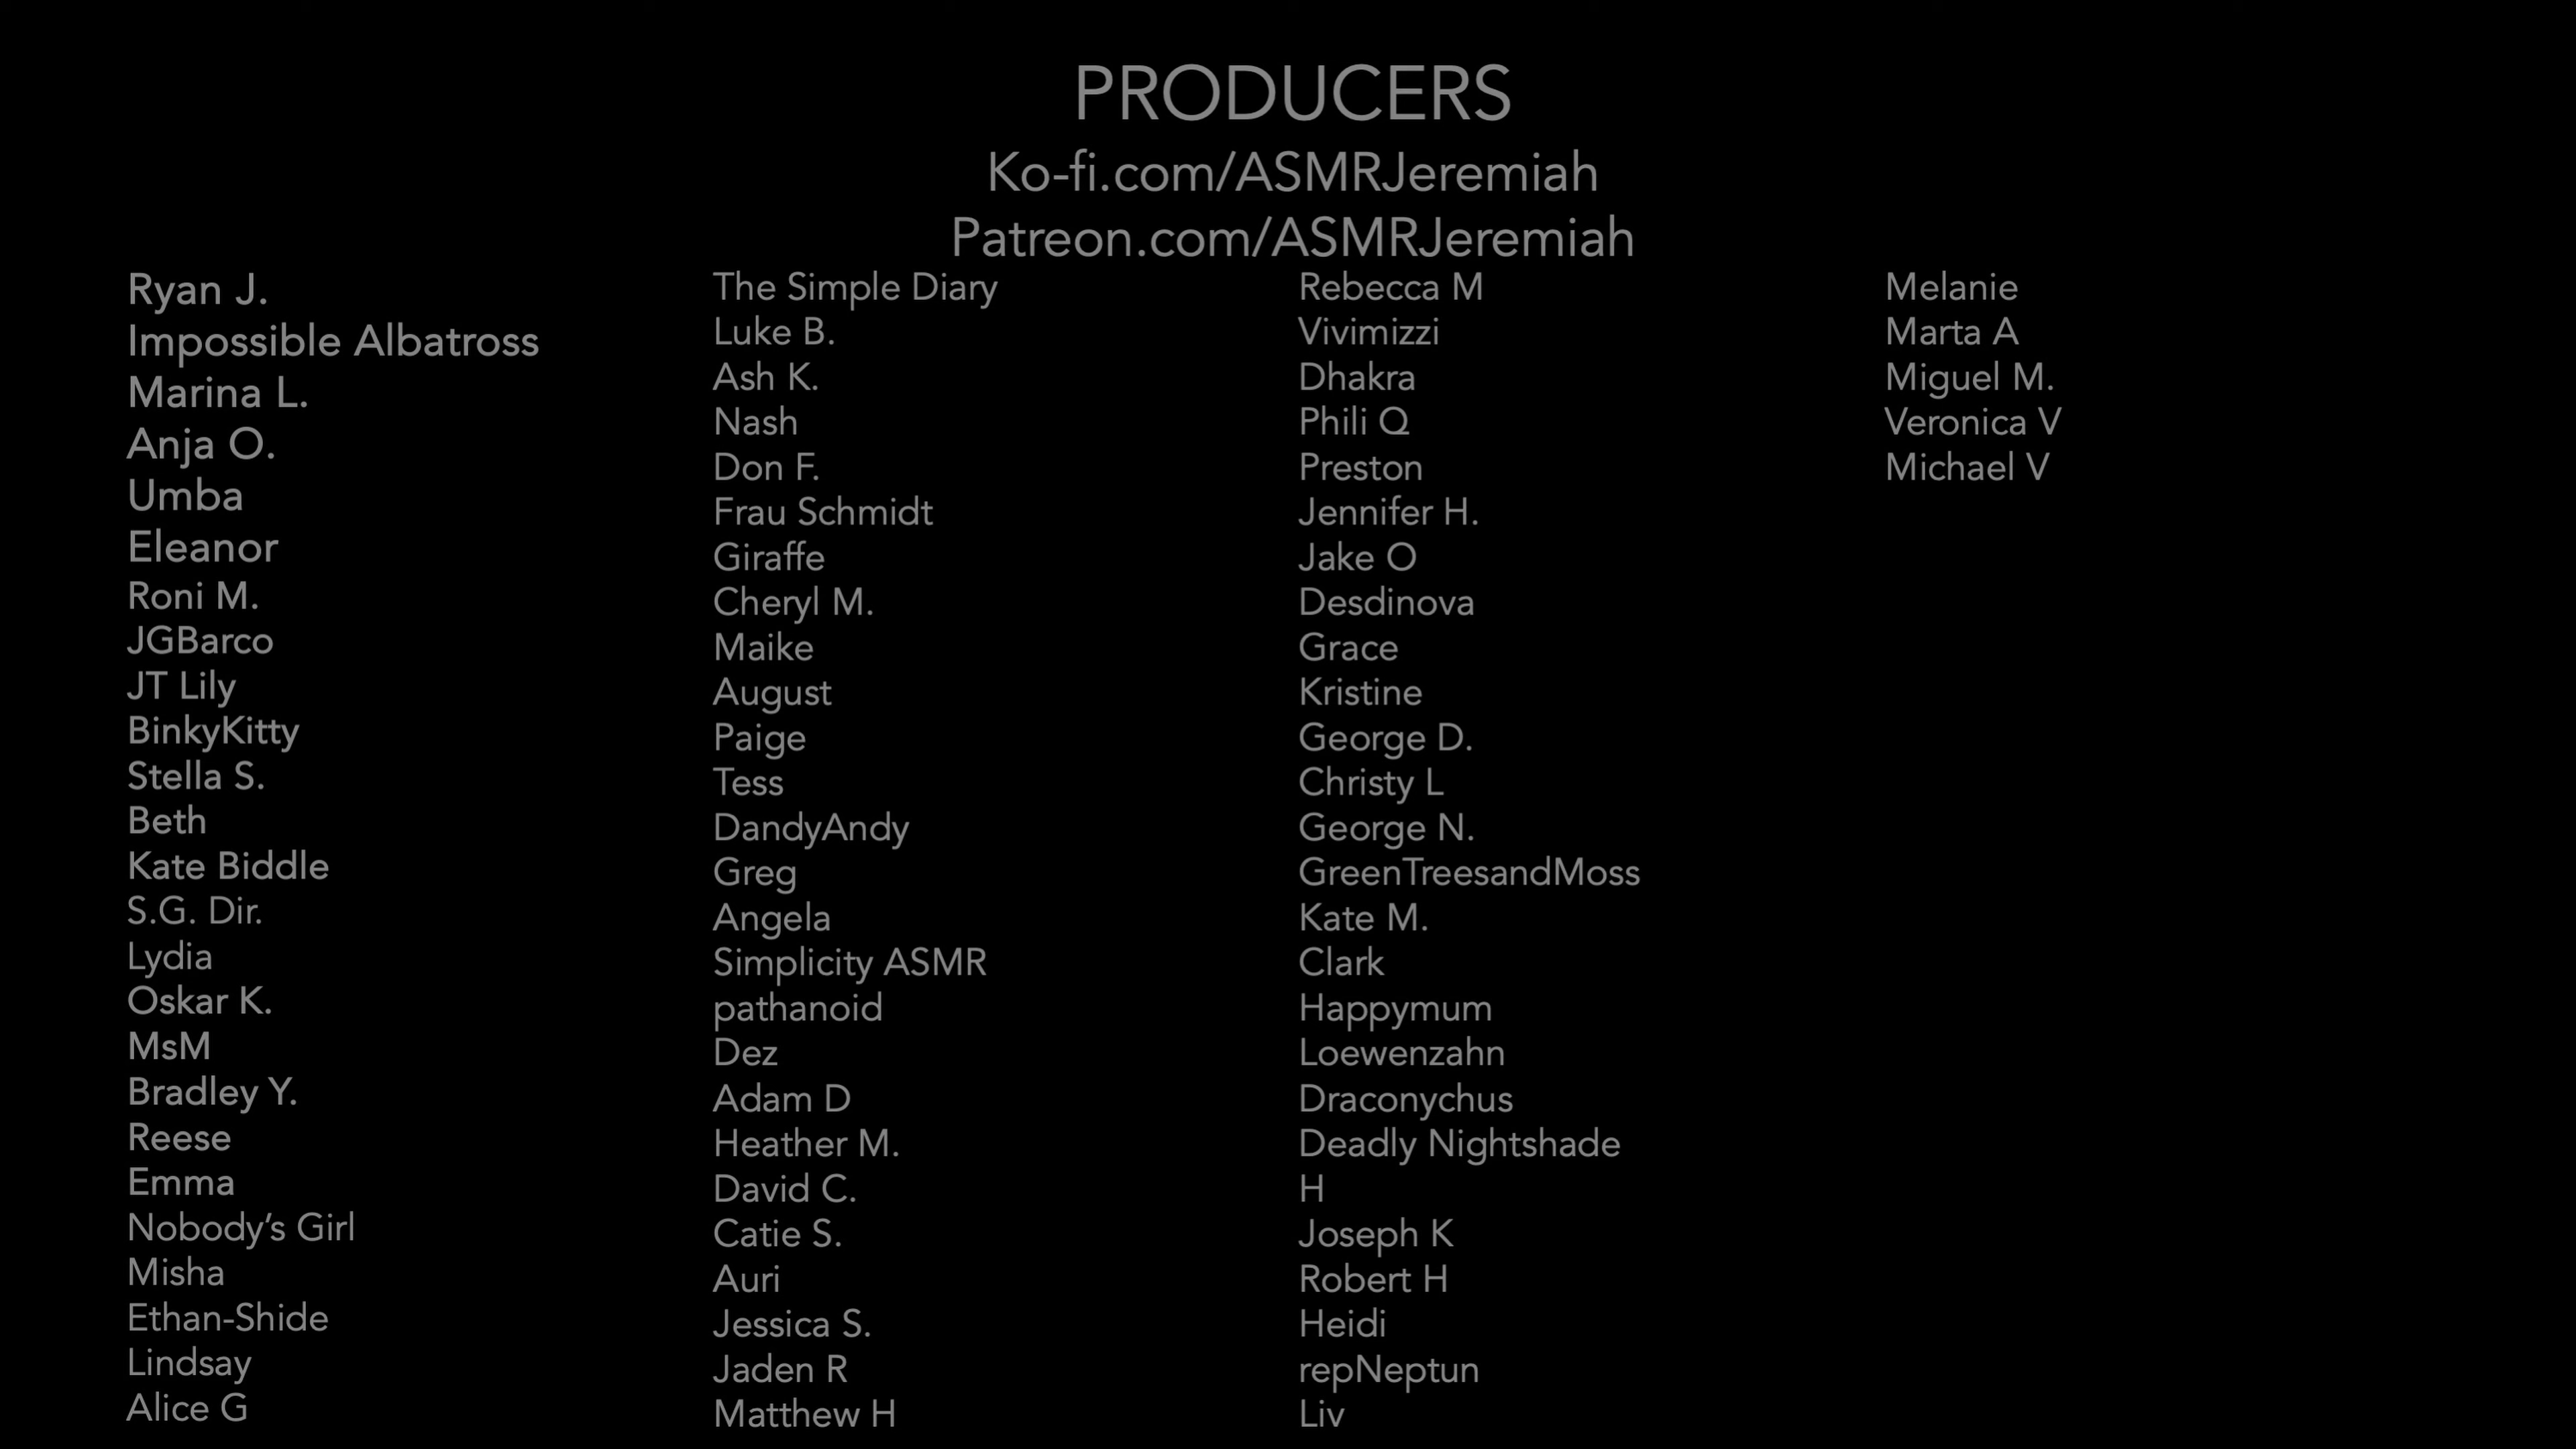 PRODUCERS
Ko-fi.com/ASMRJeremiah
Patreon.com/ASMRJeremiah
Ryan J.
Impossible Albatross
Marina L.
Anja O.
Umba
Eleanor
Roni M.
JGBarco
JT Lily
BinkyKitty
Stella S.
Beth
Kate Biddle
S.G. Dir.
Lydia
Oskar K.
MsM
Bradley Y.
Reese
Emma
Nobody’s Girl
Misha
Ethan-Shide
Lindsay
Alice G
The Simple Diary
Luke B.
Ash K.
Nash
Don F.
Frau Schmidt
Giraffe
Cheryl M.
Maike
August
Paige
Tess
DandyAndy
Greg
Angela
Simplicity ASMR
pathanoid
Dez
Adam D
Heather M.
David C.
Catie S.
Auri
Jessica S.
Jaden R
Matthew H
Rebecca M
Vivimizzi
Dhakra
Phili Q
Preston
Jennifer H.
Jake O
Desdinova
Grace
Kristine
George D.
Christy L
George N.
GreenTreesandMoss
Kate M.
Clark
Happymum
Loewenzahn
Draconychus
Deadly Nightshade
H
Joseph K
Robert H
Heidi
repNeptun
Liv
Melanie
Marta A
Miguel M.
Veronica V
Michael V